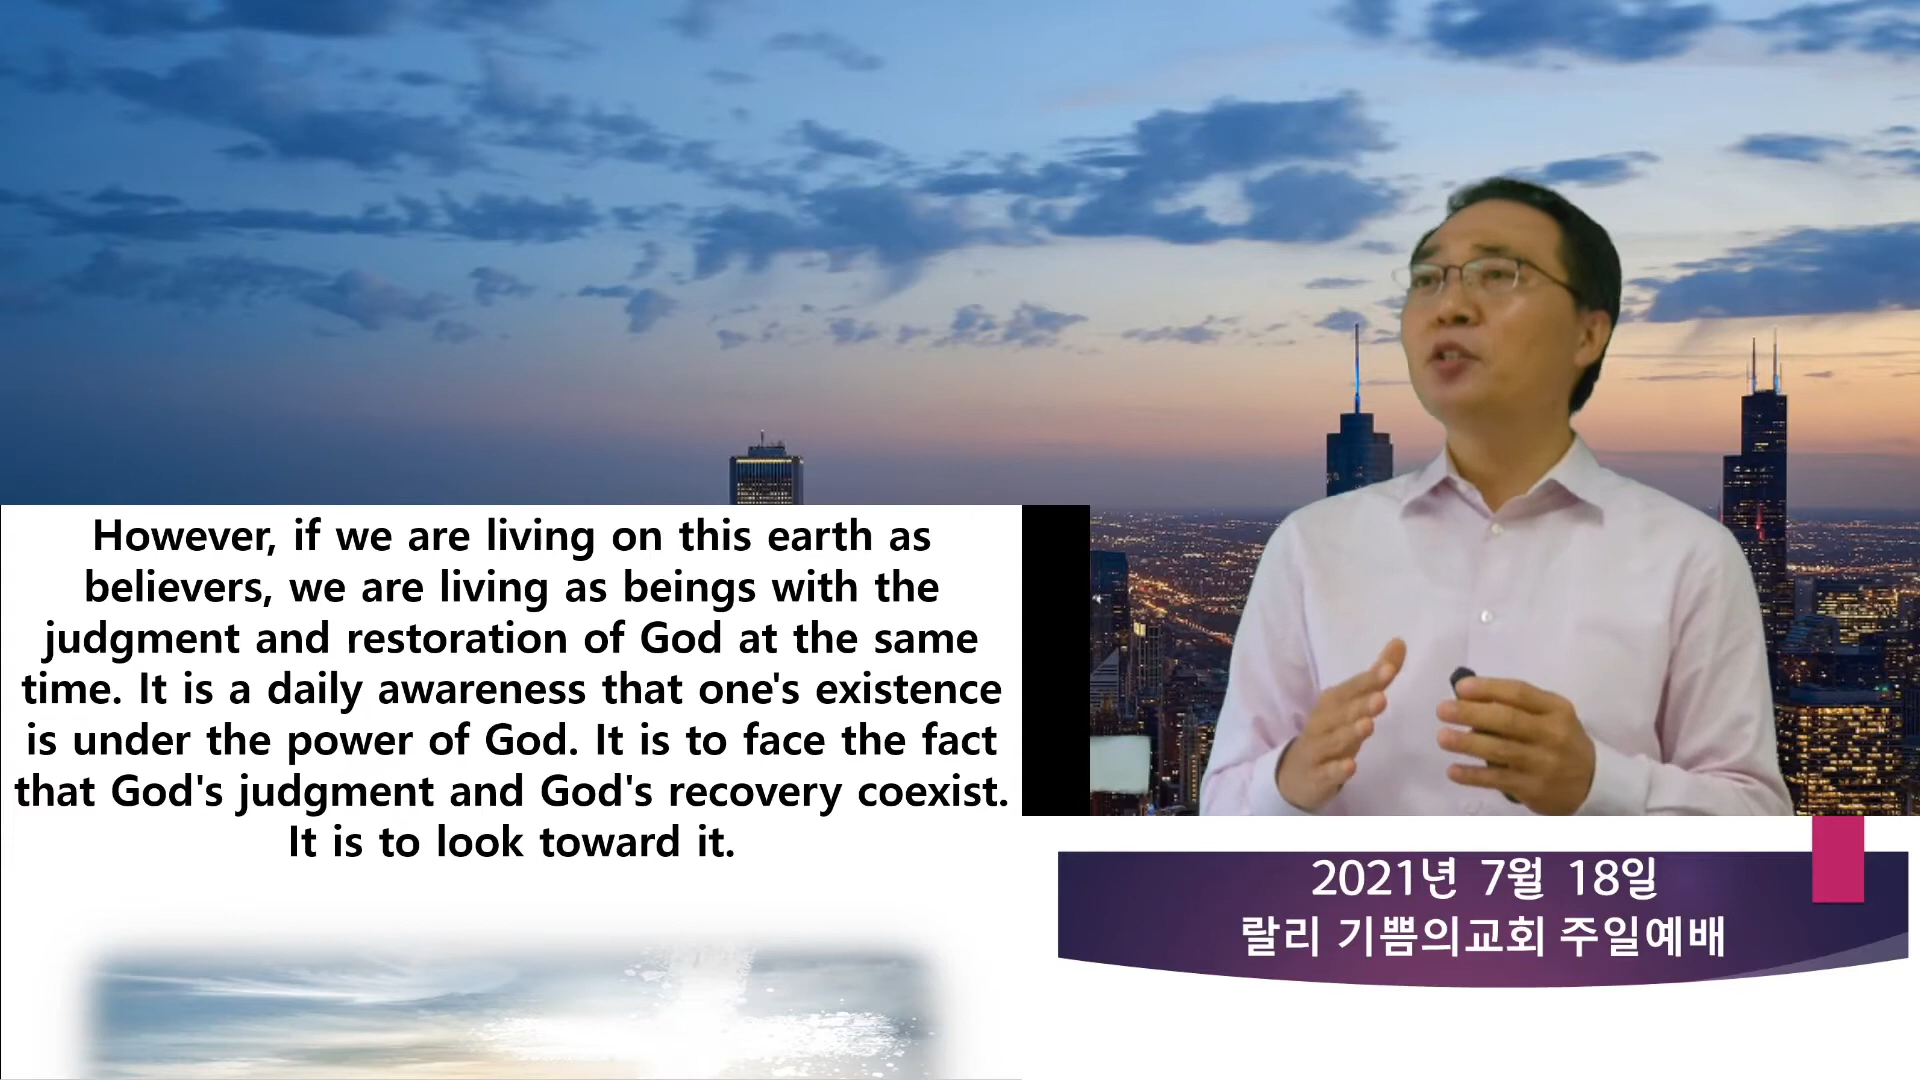 However, if we are living on this earth as
believers, we are living as beings with the
judgment and restoration of God at the same
time. It is a daily awareness that one's existence
is under the power of God. It is to face the fact
that God's judgment and God's recovery coexist.
It is to look toward it.
2021년 7월 18일
랄리 기쁨의교회 주일예배